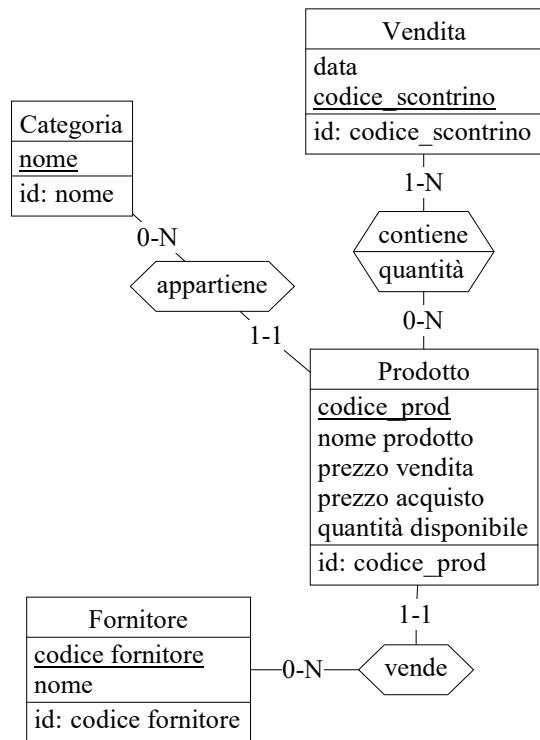 Vendita
data
codice_scontrino
id: codice_scontrino
Categoria
nome
id: nome
1-N
contiene
quantità
0-N
appartiene
0-N
1-1
Prodotto
codice_prod
nome prodotto
prezzo vendita
prezzo acquisto
quantità disponibile
id: codice_prod
1-1
Fornitore
codice fornitore
nome
id: codice fornitore
0-N
vende